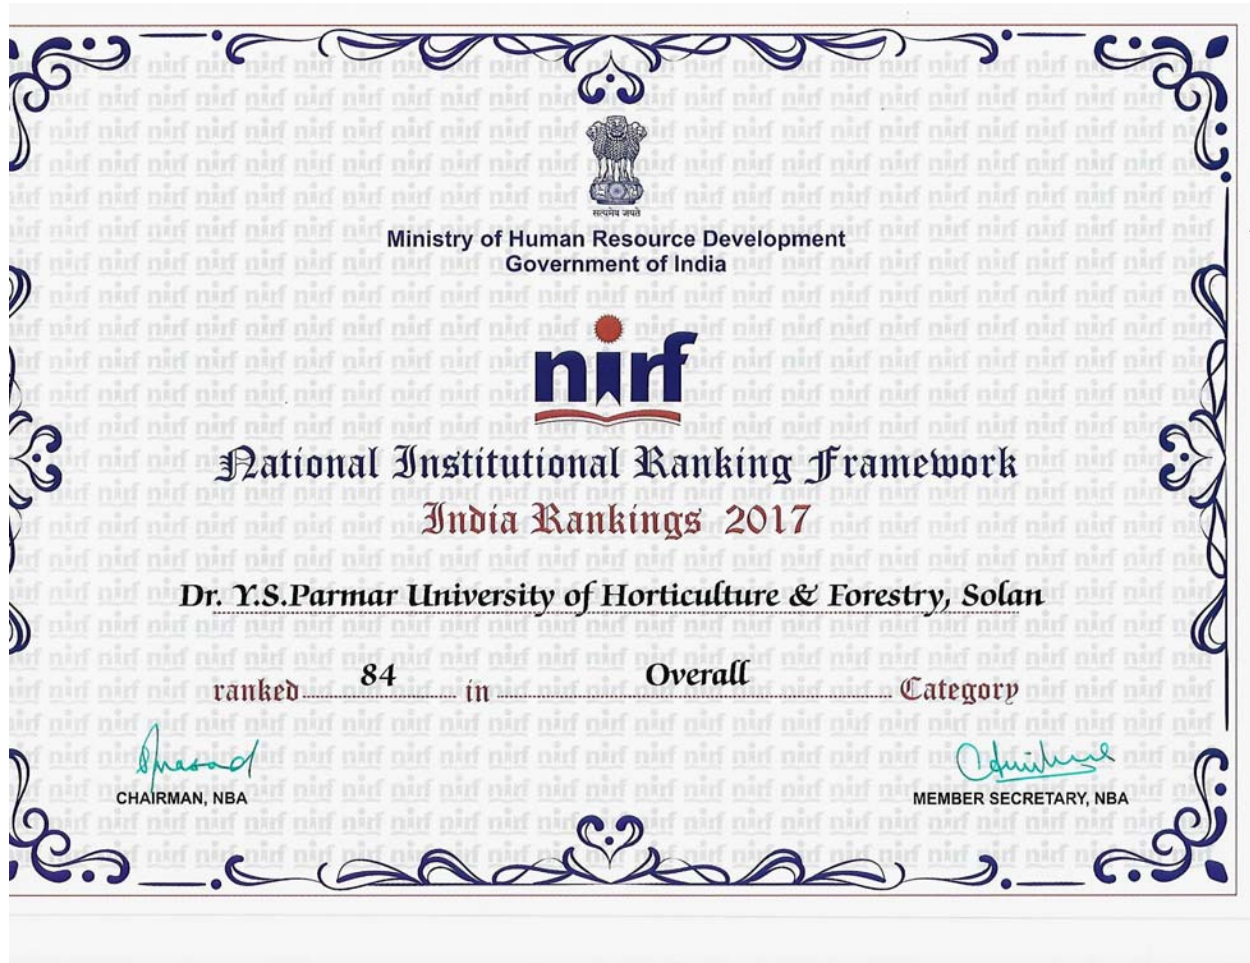 सत्यमेव जयते
Ministry of Human Resource Development
Government of India
nirf
National Institutional Ranking Framework
India Rankings 2017
Dr. Y.S.Parmar University of Horticulture & Forestry, Solan
ranked 84 in Overall Category
CHAIRMAN, NBA
MEMBER SECRETARY, NBA